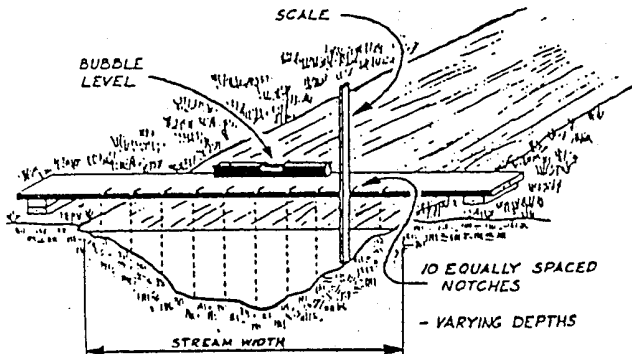 SCALE
BUBBLE
LEVEL
10 EQUALLY SPACED
NOTCHES
- VARYING DEPTHS
STREAM WIDTH